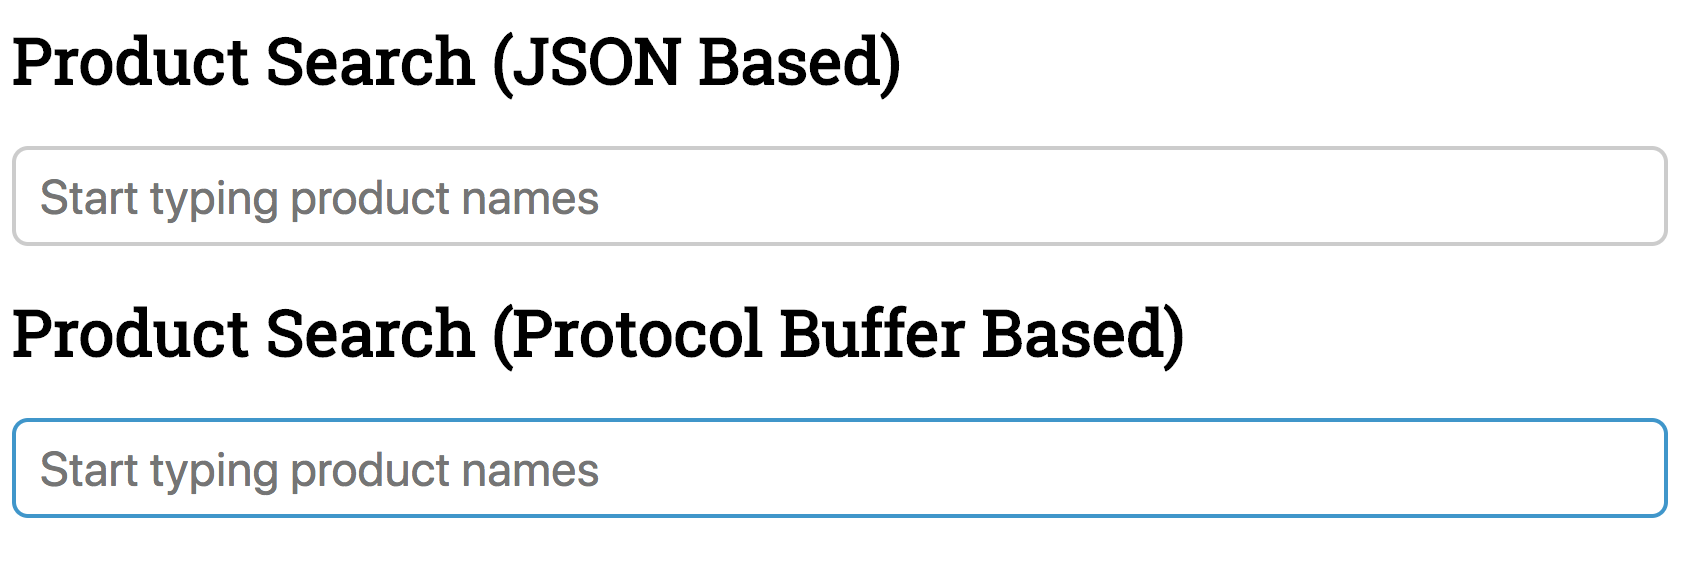 Product Search (JSON Based)
Start typing product names
Product Search (Protocol Buffer Based)
Start typing product names